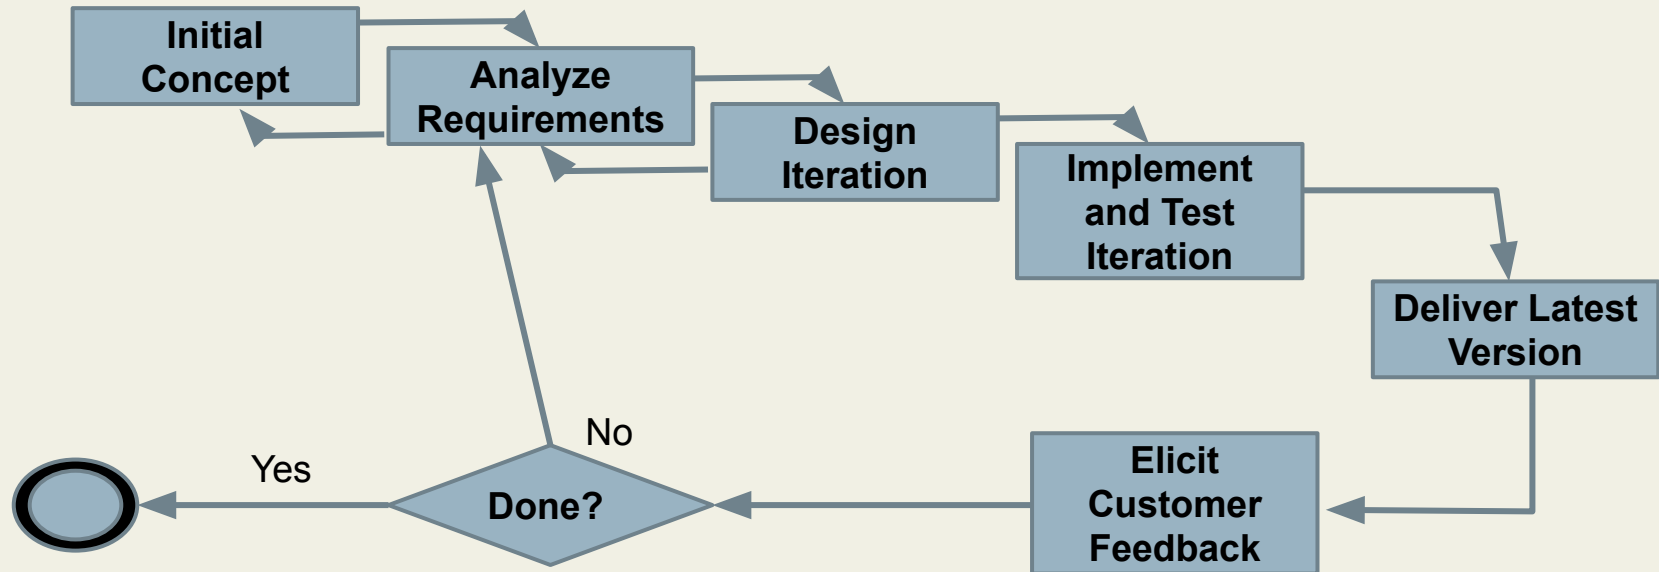 Initial
Concept
Analyze
Requirements
Design
Iteration
Implement
and Test
Iteration
Deliver Latest
Version
Elicit
Customer
Feedback
Done?
No
Yes